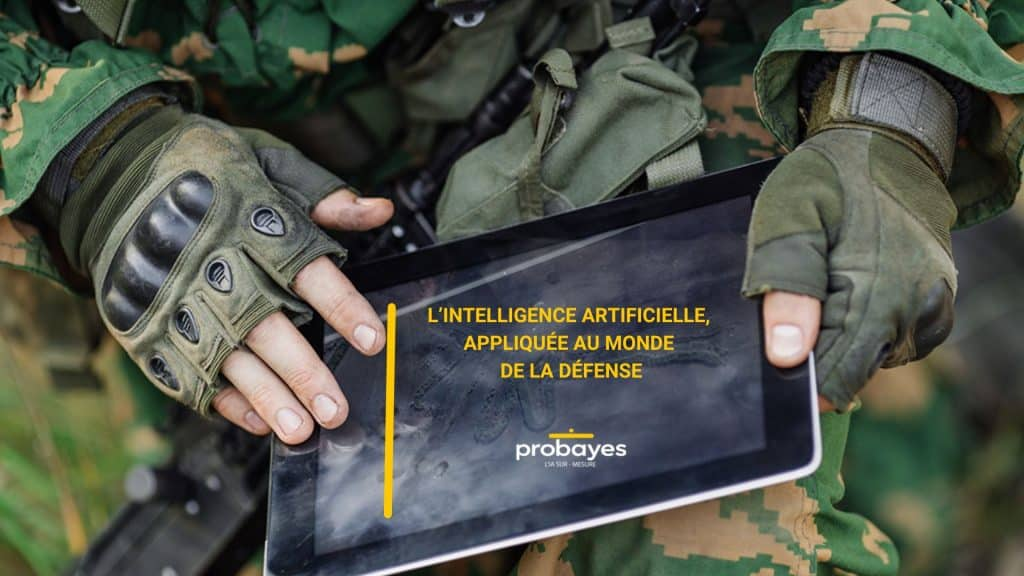 L'INTELLIGENCE ARTIFICIELLE,
APPLIQUÉE AU MONDE
DE LA DÉFENSE
probayes
L'IA SUR - MESURE